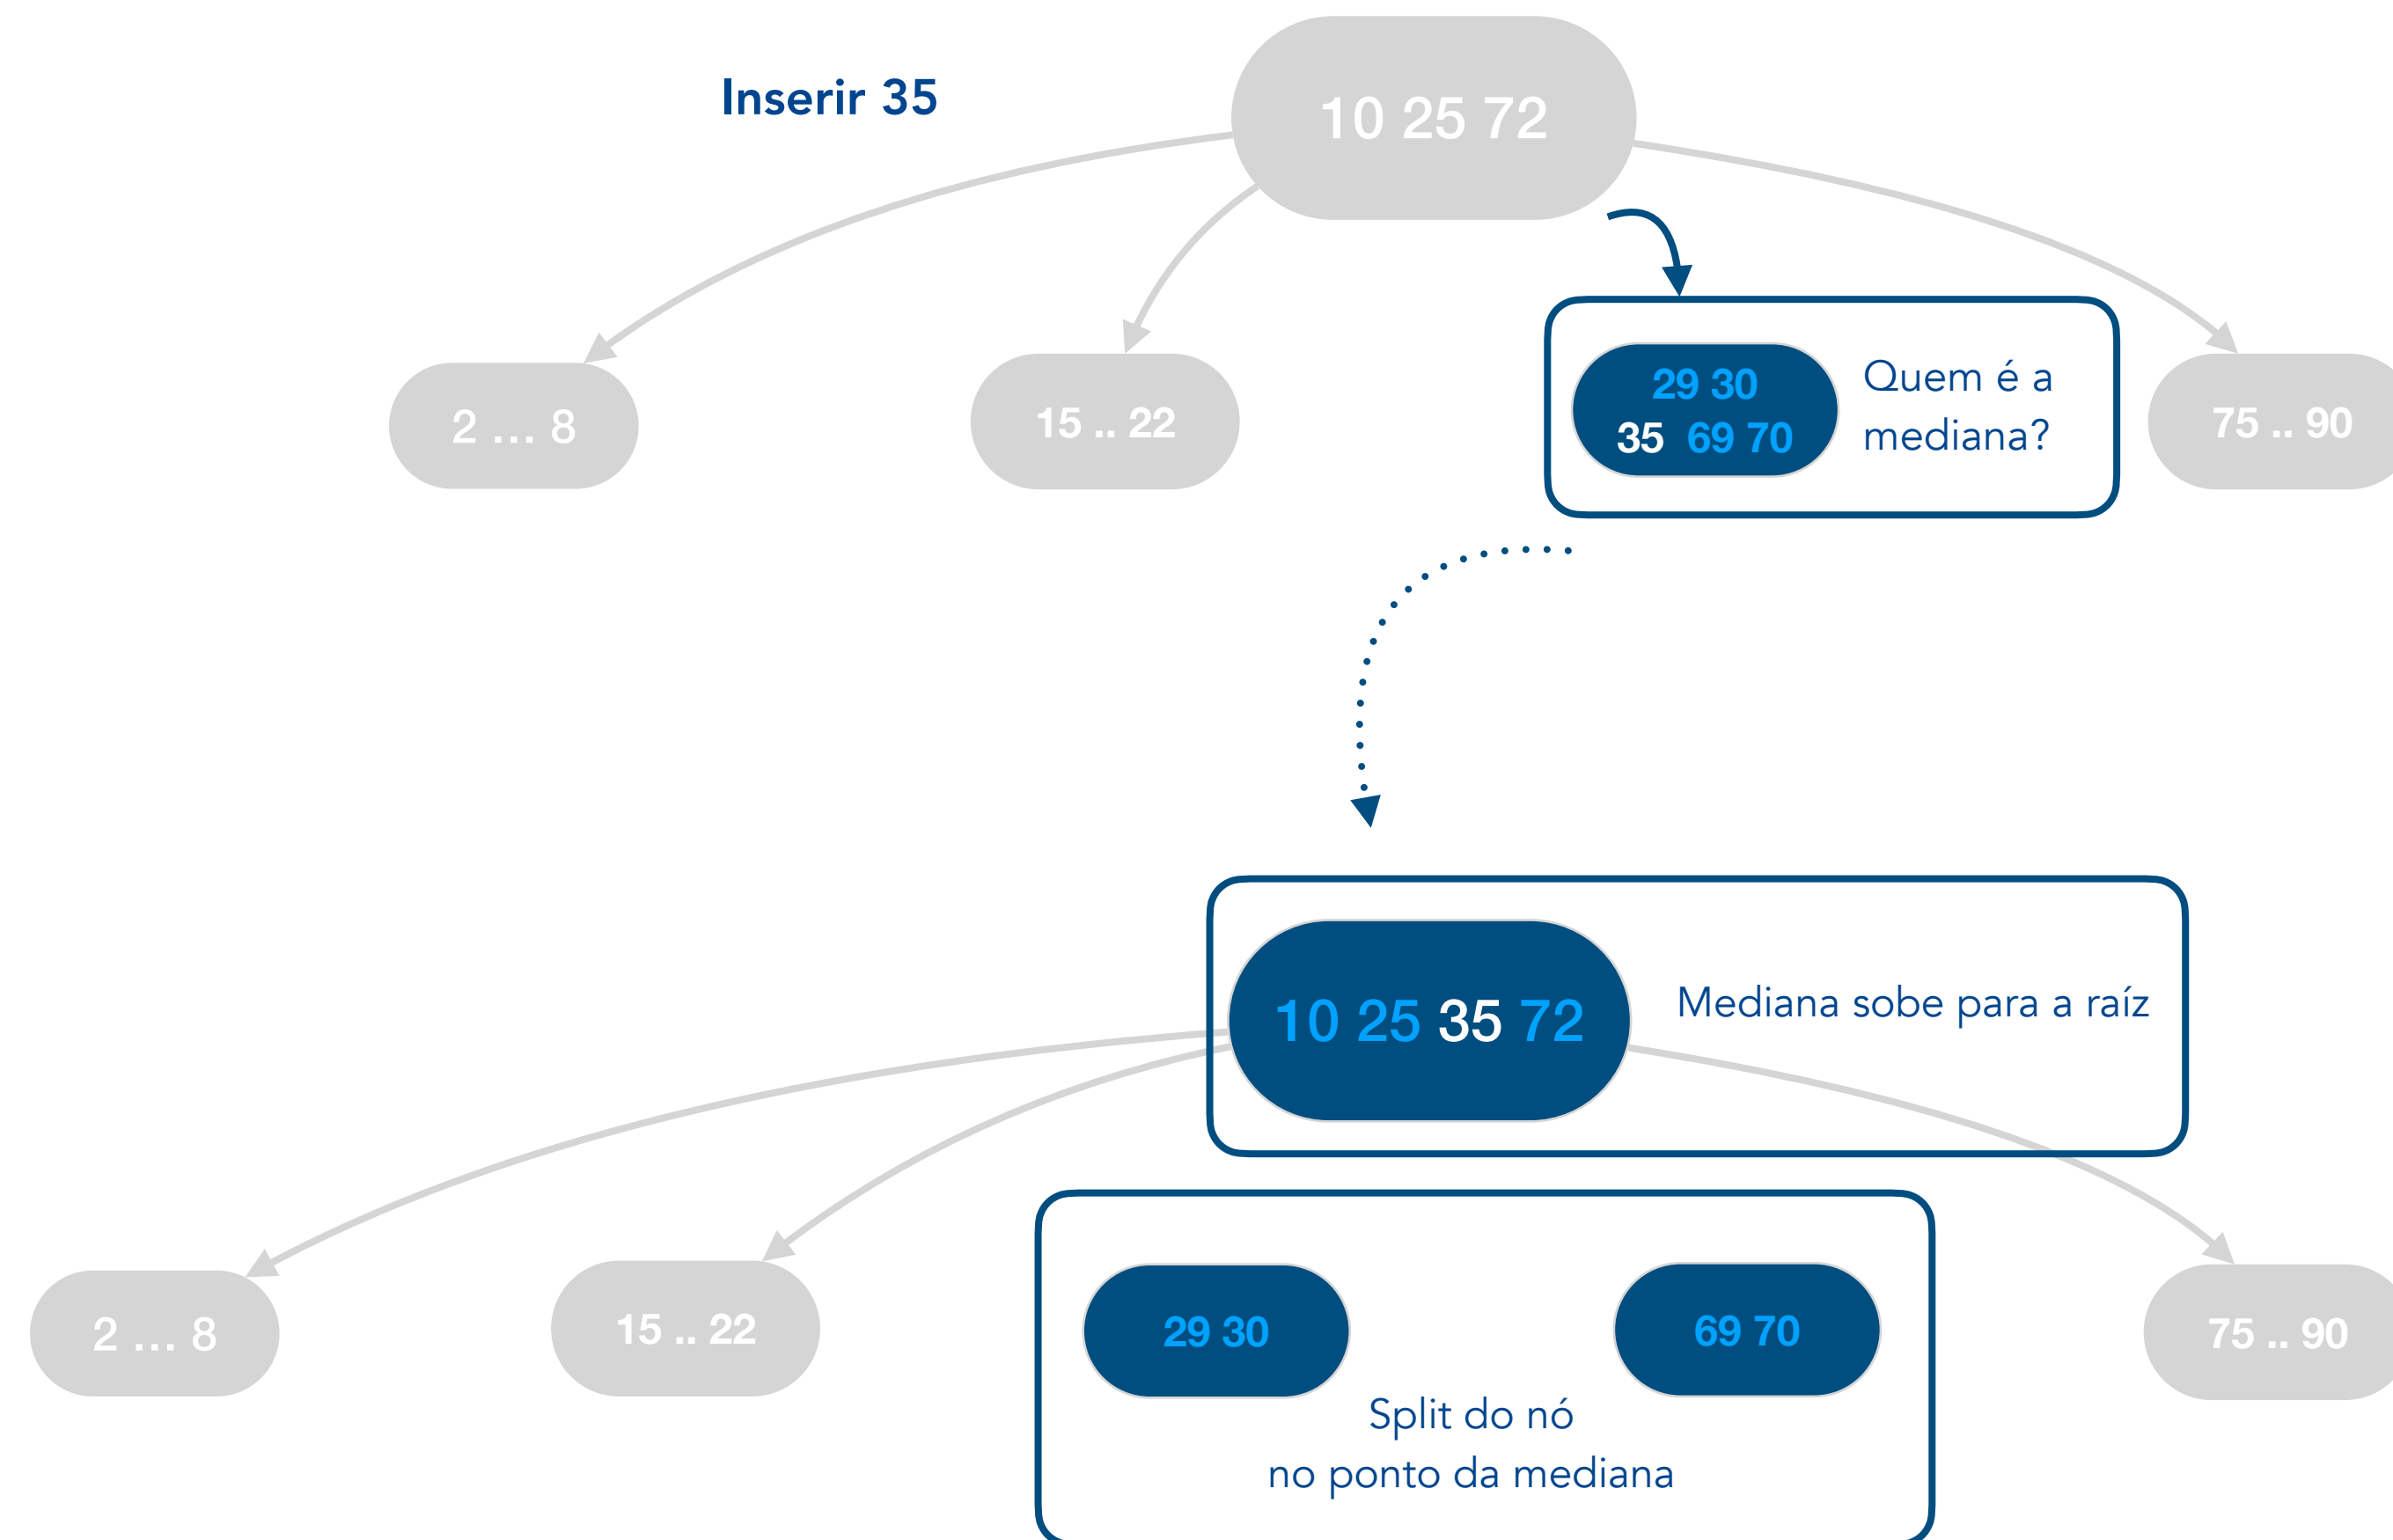 Inserir 35
10 25 72
2 ... 8
15 .. 22
29 30
35 69 70
Quem é a
mediana?
75 .. 90
10 25 35 72
Mediana sobe para a raíz
2 ... 8
15 .. 22
29 30
69 70
75 .. 90
Split do nó
no ponto da mediana